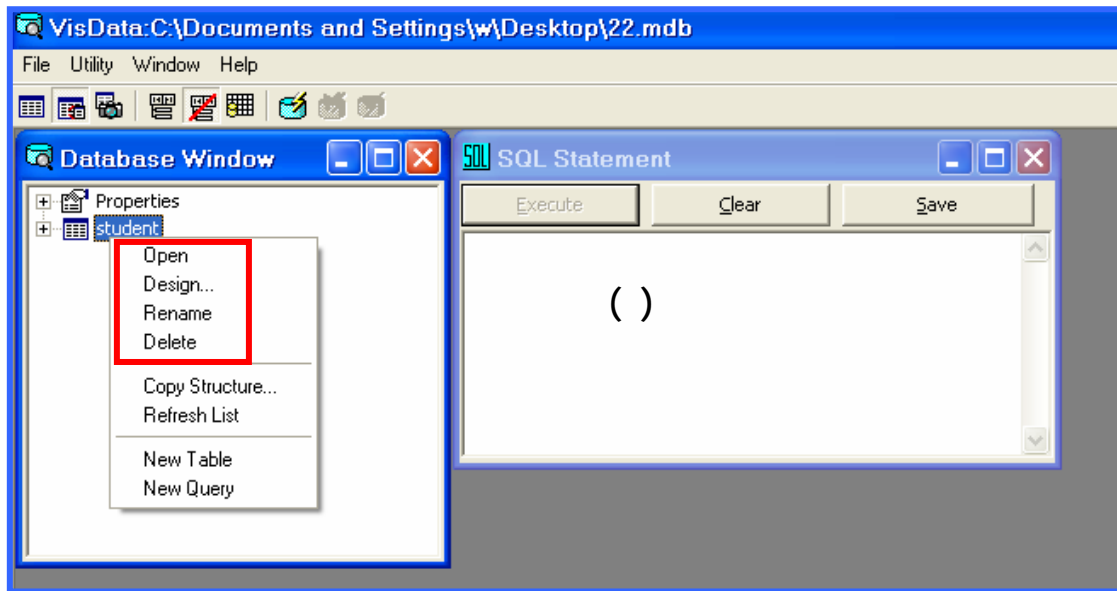 VisData:C:\Documents and Settings\w\Desktop\22.mdb
File Utility Window Help
Database Window
Properties
student
Open
Design...
Rename
Delete
Copy Structure...
Refresh List
New Table
New Query
SQL SQL Statement
Execute Clear Save
( )